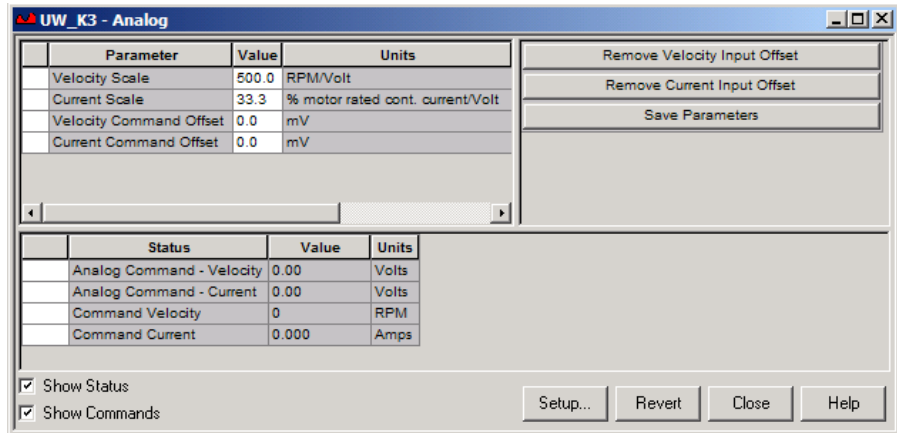 UW_K3 - Analog
Parameter Value Units
Velocity Scale 500.0 RPM/Volt
Current Scale 33.3 % motor rated cont. current/Volt
Velocity Command Offset 0.0 mV
Current Command Offset 0.0 mV
Remove Velocity Input Offset
Remove Current Input Offset
Save Parameters
Status Value Units
Analog Command - Velocity 0.00 Volts
Analog Command - Current 0.00 Volts
Command Velocity 0 RPM
Command Current 0.000 Amps
Show Status
Show Commands
Setup... Revert Close Help